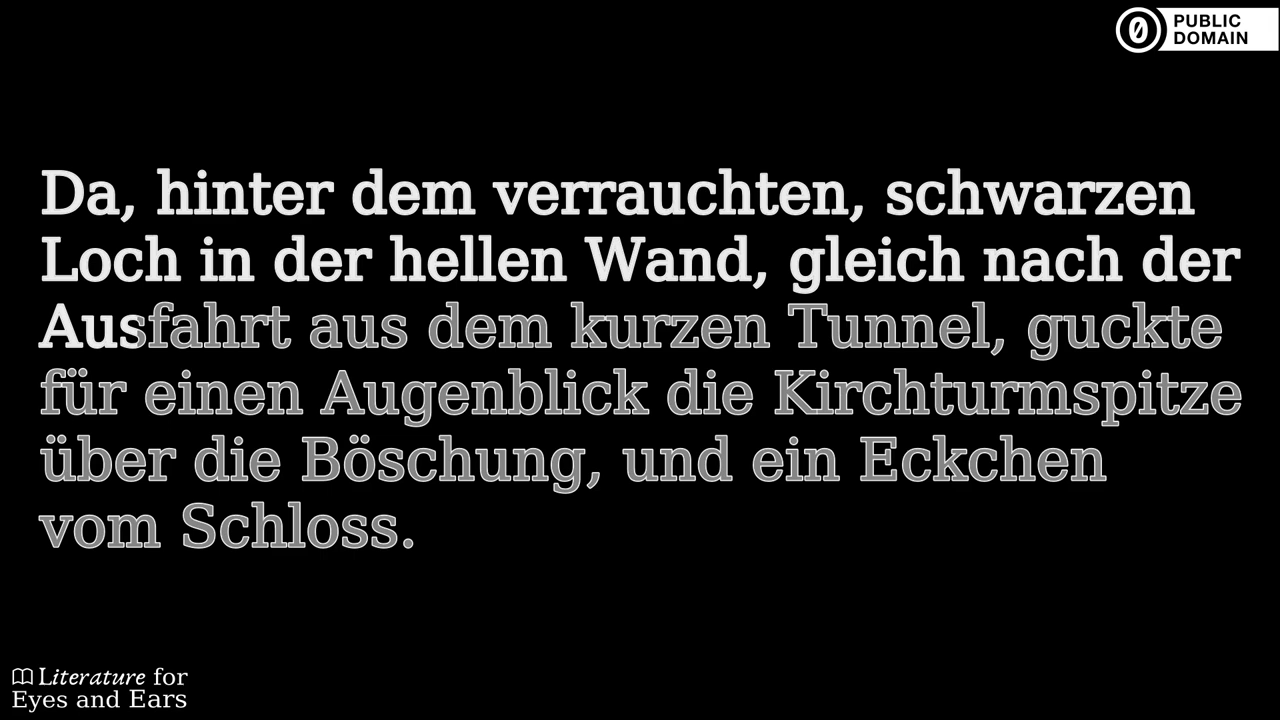 PUBLIC
DOMAIN
Da, hinter dem verrauchten, schwarzen
Loch in der hellen Wand, gleich nach der
Ausfahrt aus dem kurzen Tunnel, guckte
für einen Augenblick die Kirchturmspitze
über die Böschung, und ein Eckchen
vom Schloss.
Literature for
Eyes and Ears